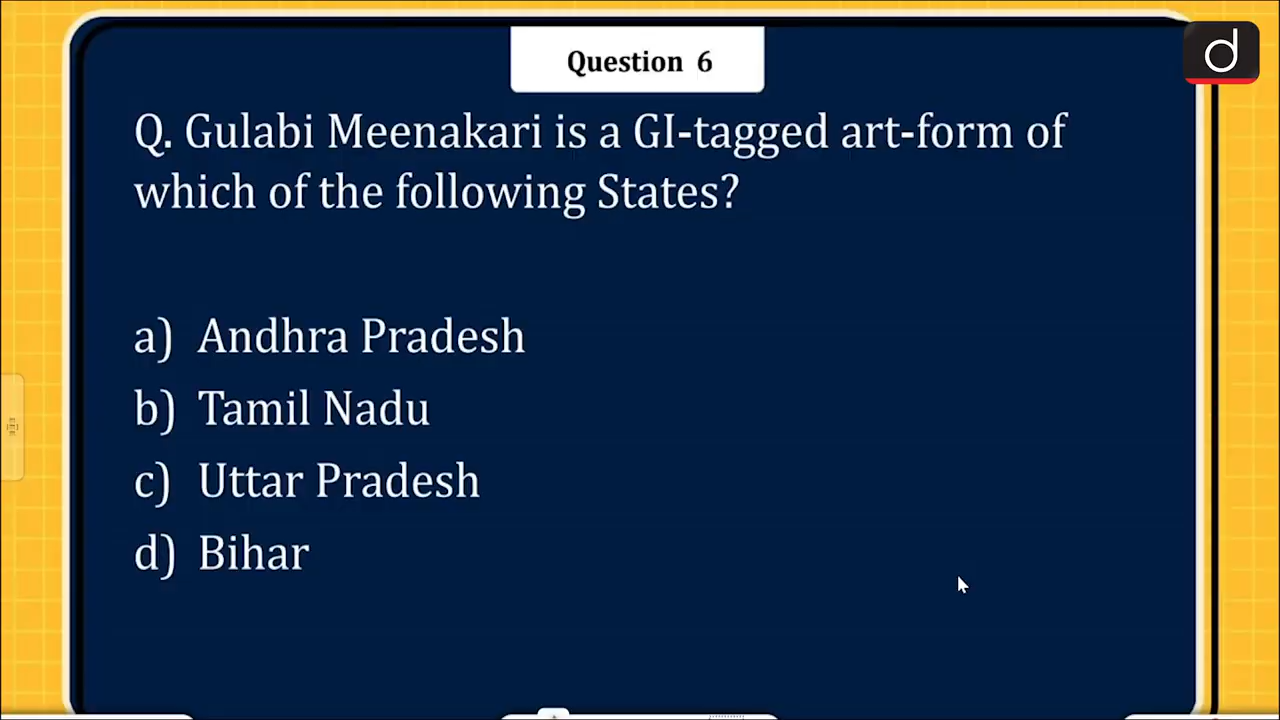 Question 6
d
Q. Gulabi Meenakari is a GI-tagged art-form of
which of the following States?
a) Andhra Pradesh
b) Tamil Nadu
c) Uttar Pradesh
d) Bihar